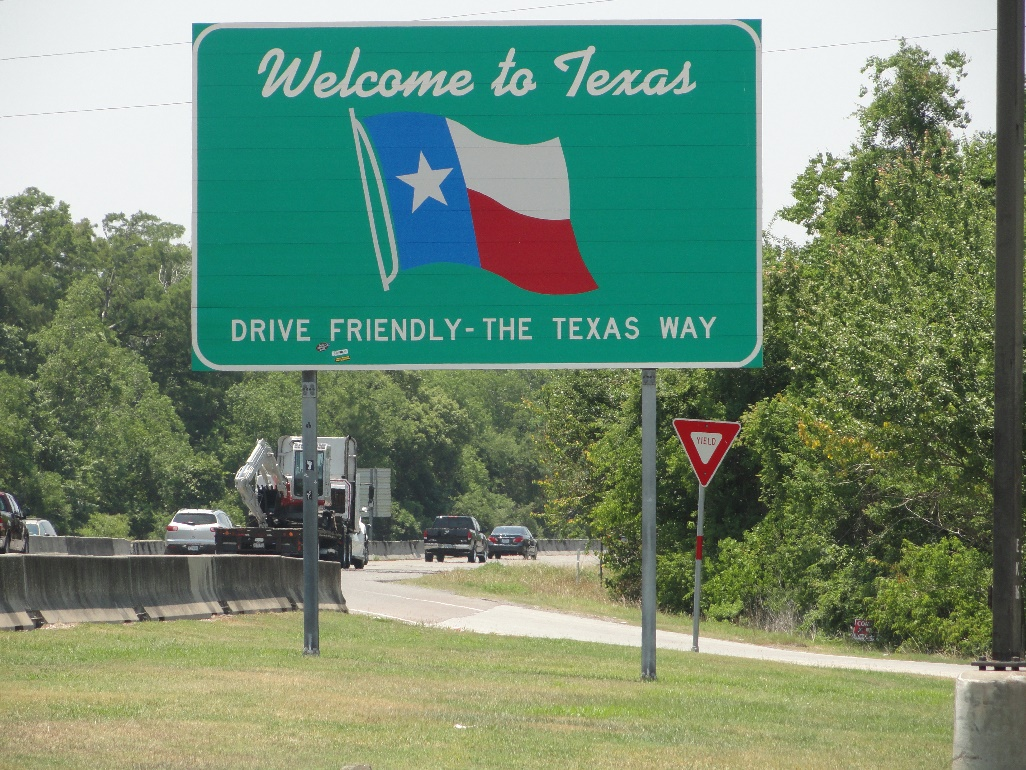 Welcome to Texas
DRIVE FRIENDLY-THE TEXAS WAY
YIELD